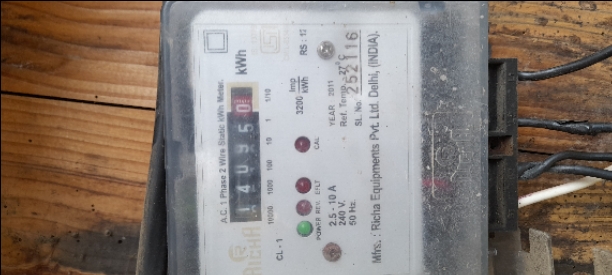 A.C. 1 Phase 2 Wire Static kWh Meter.
RICHA
140950
kWh
10000 1000 100 10 1 1/10
CL - 1
3200 Imp/kWh
RS : 17
POWER REV. EFLT CAL
2.5 - 10 A
240 V.
50 Hz.
YEAR 2011
Ref. Temp. - 27° C
SL. No. 252116
Mfrs. : Richa Equipments Pvt. Ltd. Delhi, (INDIA).